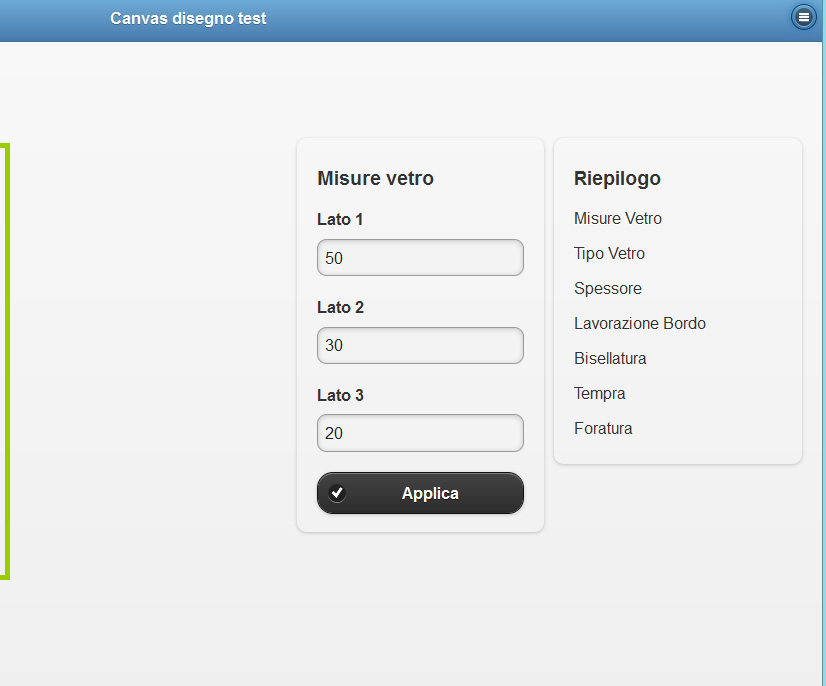 Canvas disegno test
Misure vetro
Lato 1
50
Lato 2
30
Lato 3
20
Applica
Riepilogo
Misure Vetro
Tipo Vetro
Spessore
Lavorazione Bordo
Bisellatura
Tempra
Foratura